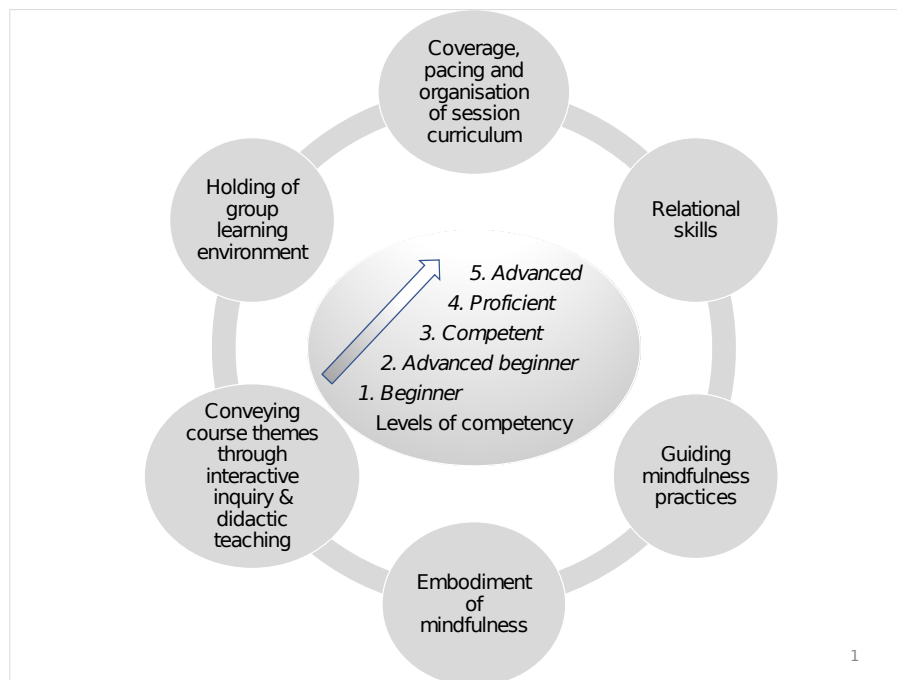 Coverage,
pacing and
organisation
of session
curriculum
Relational
skills
Guiding
mindfulness
practices
Embodiment
of
mindfulness
Conveying
course themes
through
interactive
inquiry &
didactic
teaching
Holding of
group
learning
environment
5. Advanced
4. Proficient
3. Competent
2. Advanced beginner
1. Beginner
Levels of competency
1